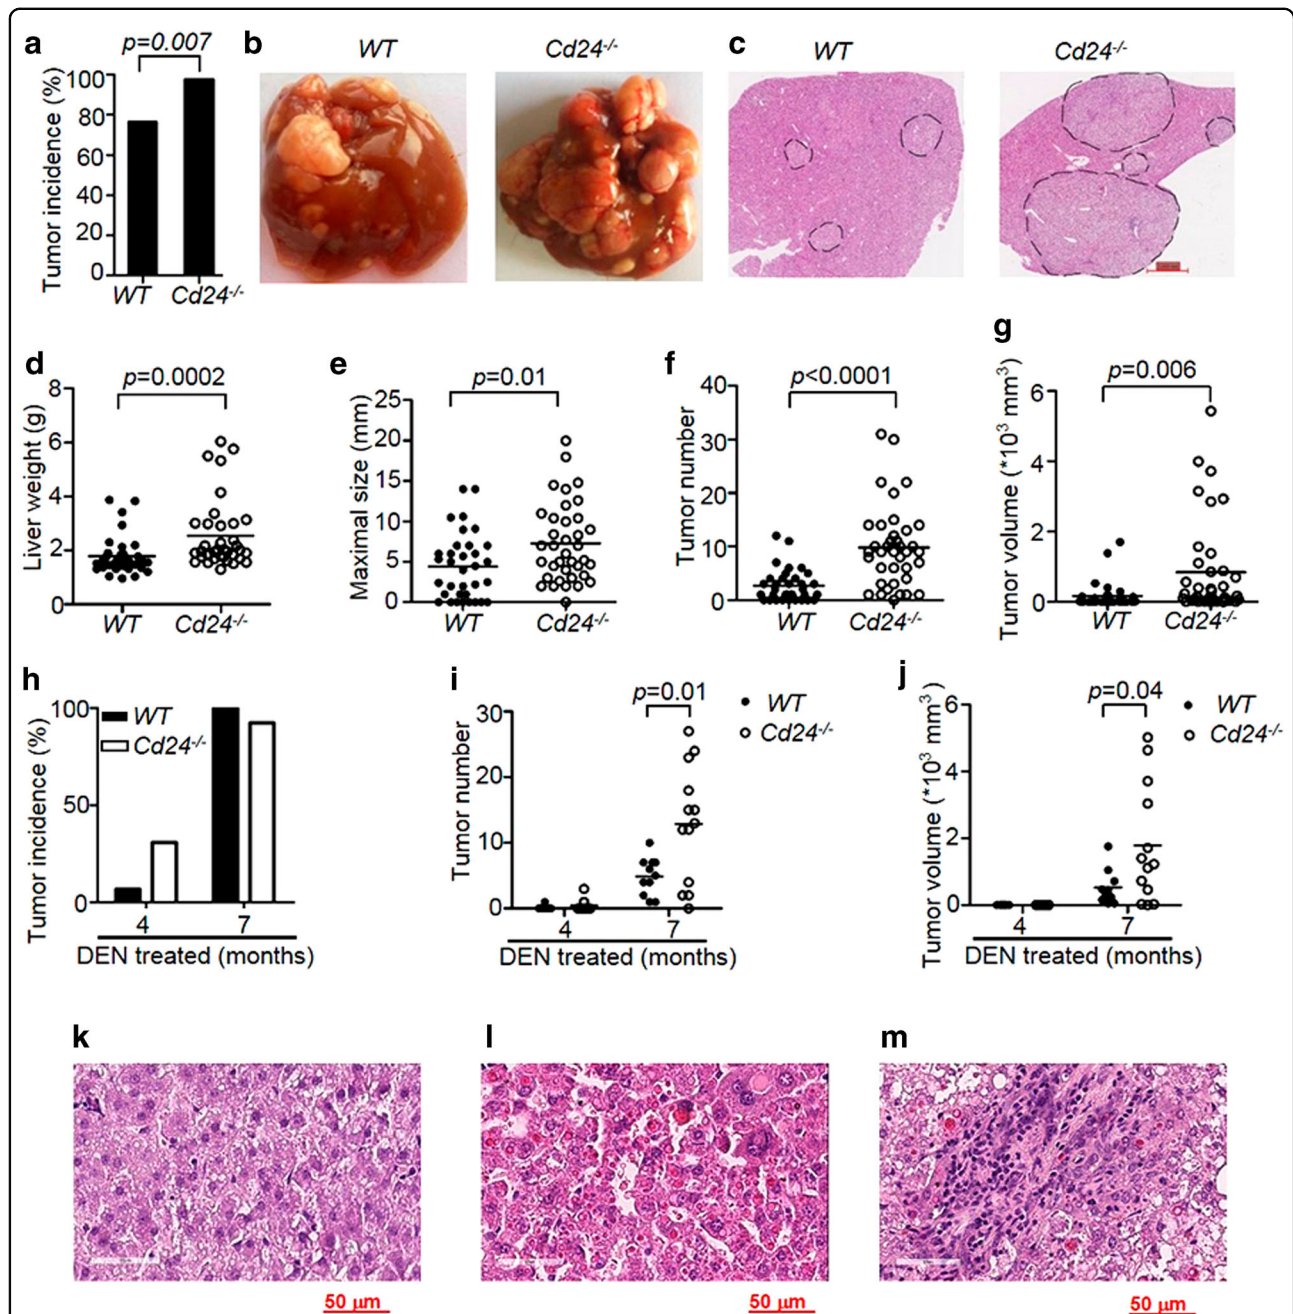 a
p=0.007
Tumor incidence (%)
100
80
60
40
20
0
WT Cd24-/-
b
WT Cd24-/-
c
WT Cd24-/-
d
p=0.0002
Liver weight (g)
8
6
4
2
0
WT Cd24-/-
e
p=0.01
Maximal size (mm)
25
20
15
10
5
0
WT Cd24-/-
f
p<0.0001
Tumor number
40
30
20
10
0
WT Cd24-/-
g
p=0.006
Tumor volume (*10³ mm³)
6
4
2
0
WT Cd24-/-
h
Tumor incidence (%)
100
50
0
WT
Cd24-/-
4 7
DEN treated (months)
i
p=0.01
WT
Cd24-/-
Tumor number
30
20
10
0
4 7
DEN treated (months)
j
p=0.04
WT
Cd24-/-
Tumor volume (*10³ mm³)
6
4
2
0
4 7
DEN treated (months)
k
50 µm
l
50 µm
m
50 µm